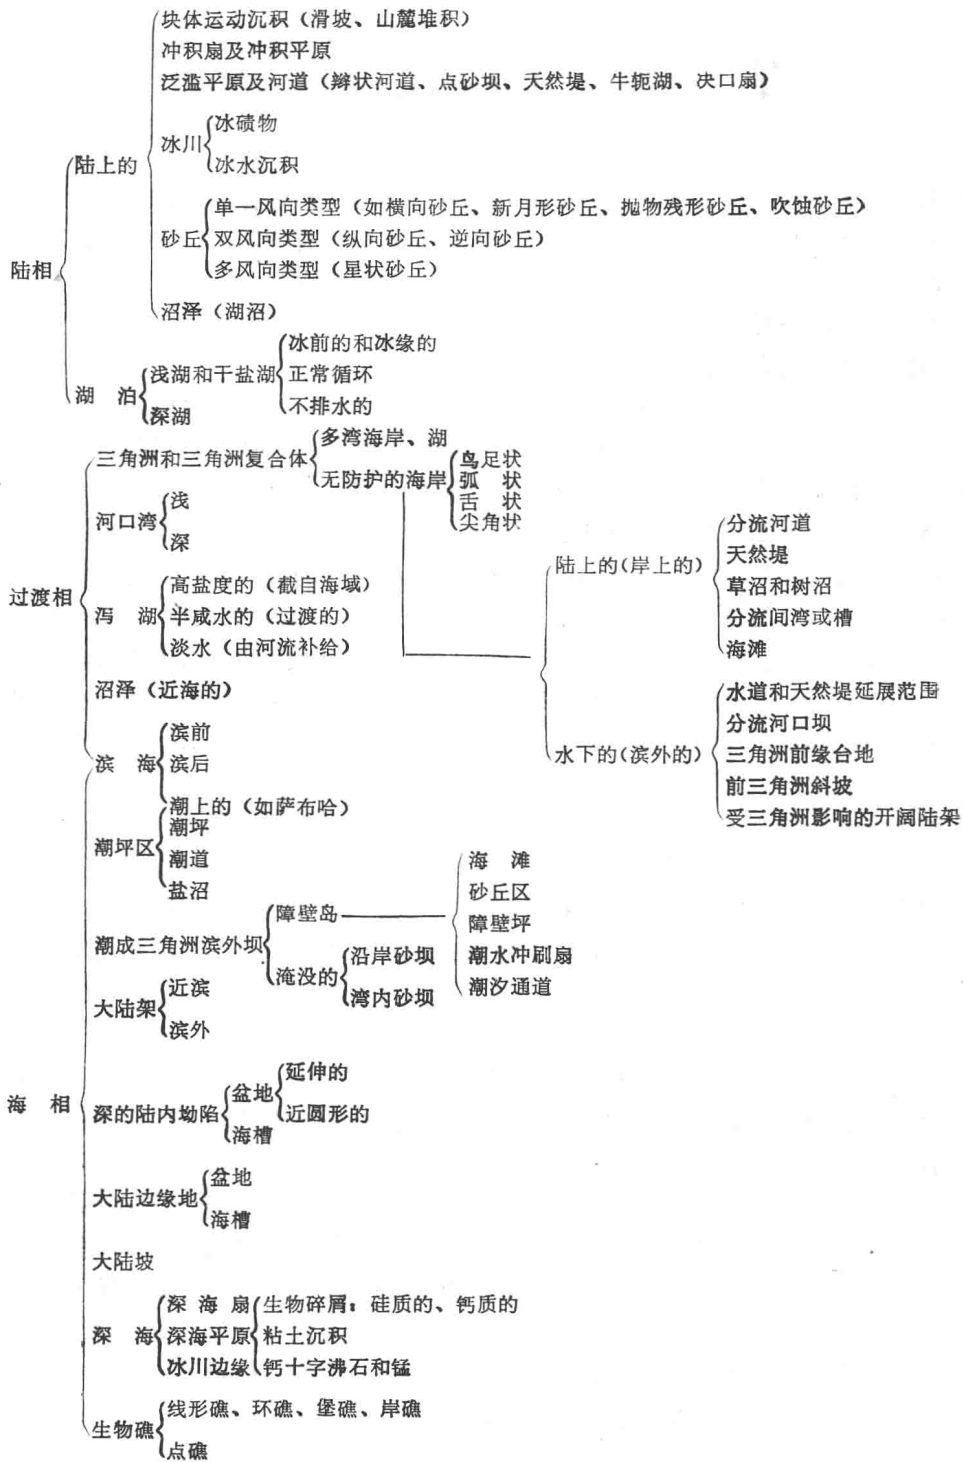 块体运动沉积（滑坡、山麓堆积）
冲积扇及冲积平原
泛滥平原及河道（辫状河道、点砂坝、天然堤、牛轭湖、决口扇）
冰碛物
冰川
陆上的
冰水沉积
单一风向类型（如横向砂丘、新月形砂丘、抛物残形砂丘、吹蚀砂丘）
砂丘
双风向类型（纵向砂丘、逆向砂丘）
陆相
多风向类型（星状砂丘）
沼泽（湖沼）
冰前的和冰缘的
浅湖和干盐湖
正常循环
湖 泊
不排水的
深湖
多湾海岸、湖
三角洲和三角洲复合体
鸟足状
无防护的海岸
弧 状
舌 状
尖角状
浅
河口湾
深
分流河道
天然堤
陆上的(岸上的)
高盐度的（截自海域）
草沼和树沼
过渡相
泻 湖
半咸水的（过渡的）
分流间湾或槽
淡水（由河流补给）
海滩
沼泽（近海的）
水道和天然堤延展范围
滨前
分流河口坝
滨 海
滨后
水下的(滨外的)
三角洲前缘台地
前三角洲斜坡
潮上的（如萨布哈）
受三角洲影响的开阔陆架
潮坪
潮坪区
潮道
海 滩
盐沼
砂丘区
障壁岛
障壁坪
潮成三角洲滨外坝
沿岸砂坝
潮水冲刷扇
淹没的
近滨
湾内砂坝
潮汐通道
大陆架
滨外
延伸的
盆地
海 相
深的陆内坳陷
近圆形的
海槽
盆地
大陆边缘地
海槽
大陆坡
深 海 扇
生物碎屑：硅质的、钙质的
深 海
深海平原
粘土沉积
冰川边缘
钙十字沸石和锰
线形礁、环礁、堡礁、岸礁
生物礁
点礁